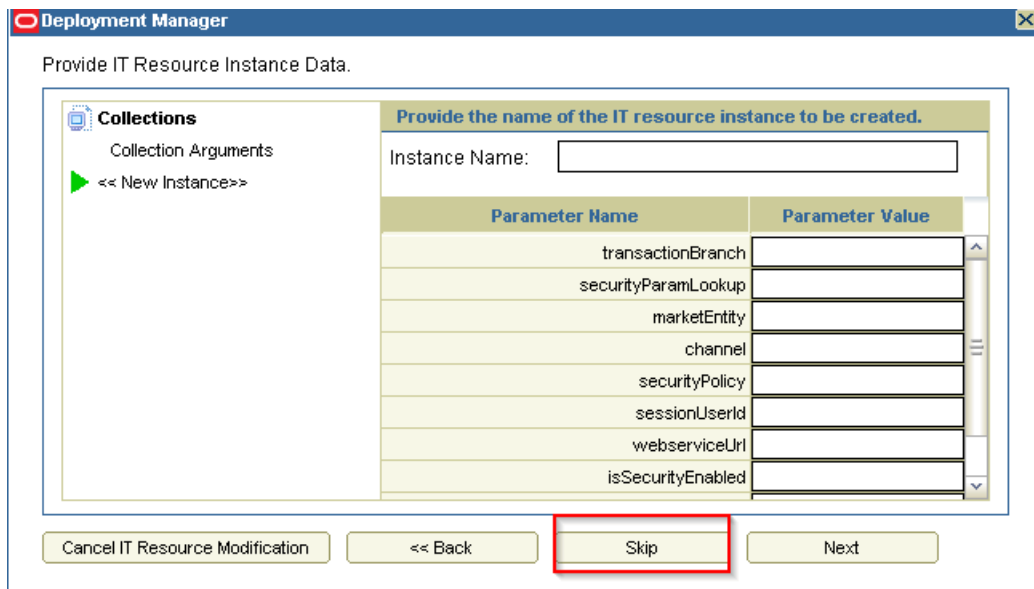 Deployment Manager
Provide IT Resource Instance Data.
Collections
Collection Arguments
<< New Instance>>
Provide the name of the IT resource instance to be created.
Instance Name:
Parameter Name Parameter Value
transactionBranch
securityParamLookup
marketEntity
channel
securityPolicy
sessionUserId
webserviceUrl
isSecurityEnabled
Cancel IT Resource Modification << Back Skip Next